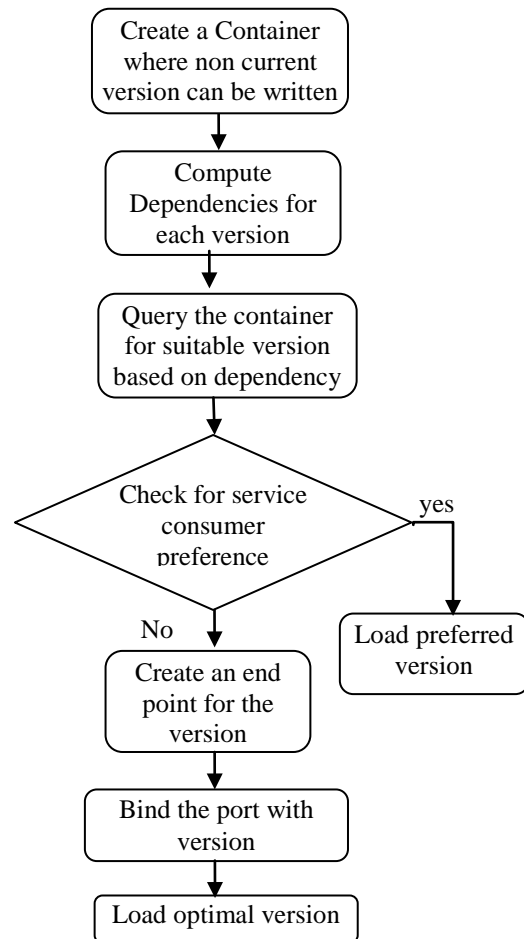 Create a Container
where non current
version can be written
Compute
Dependencies for
each version
Query the container
for suitable version
based on dependency
Check for service
consumer
preference
yes
No
Load preferred
version
Create an end
point for the
version
Bind the port with
version
Load optimal version